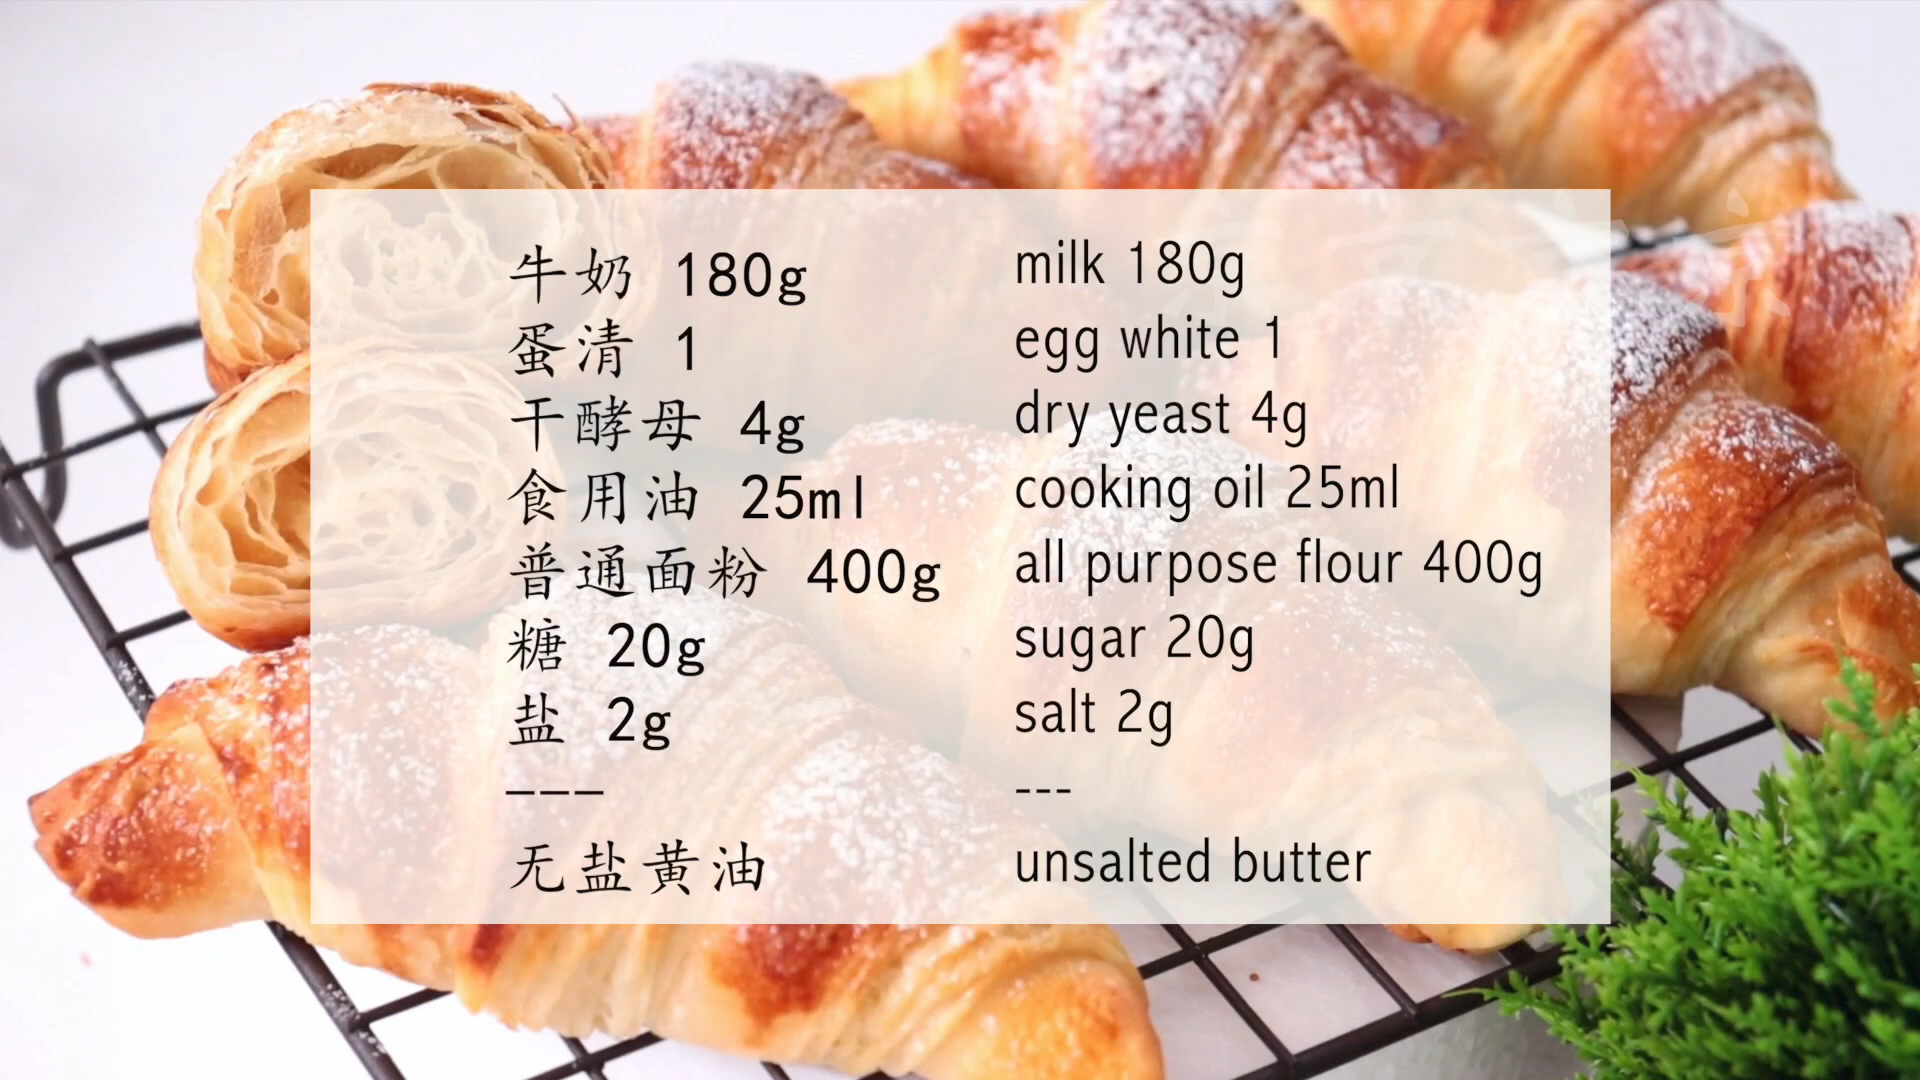 牛奶 180g
蛋清 1
干酵母 4g
食用油 25ml
普通面粉 400g
糖 20g
盐 2g
---
无盐黄油
milk 180g
egg white 1
dry yeast 4g
cooking oil 25ml
all purpose flour 400g
sugar 20g
salt 2g
---
unsalted butter